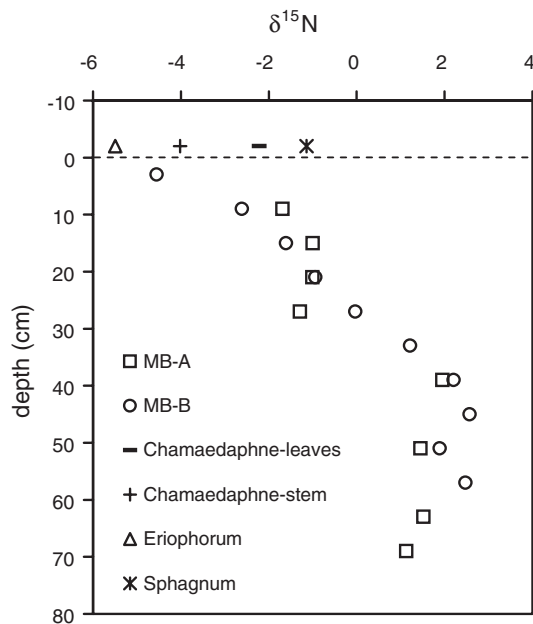 δ¹⁵N
-6 -4 -2 0 2 4
-10
0
10
20
30
40
50
60
70
80
depth (cm)
MB-A
MB-B
Chamaedaphne-leaves
Chamaedaphne-stem
Eriophorum
Sphagnum